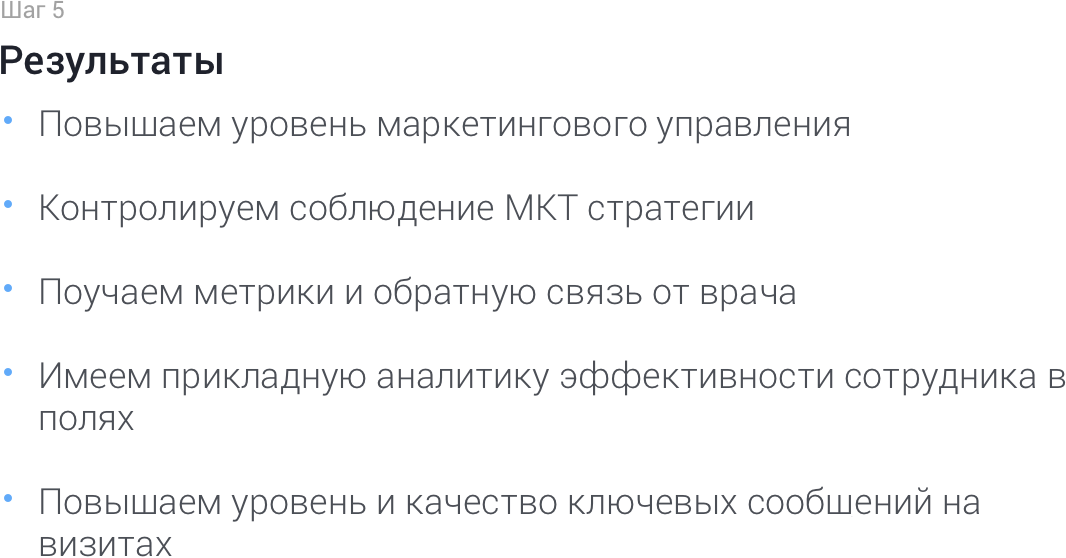 Шаг 5
Результаты
• Повышаем уровень маркетингового управления
• Контролируем соблюдение МКТ стратегии
• Поучаем метрики и обратную связь от врача
• Имеем прикладную аналитику эффективности сотрудника в
полях
• Повышаем уровень и качество ключевых сообшений на
визитах